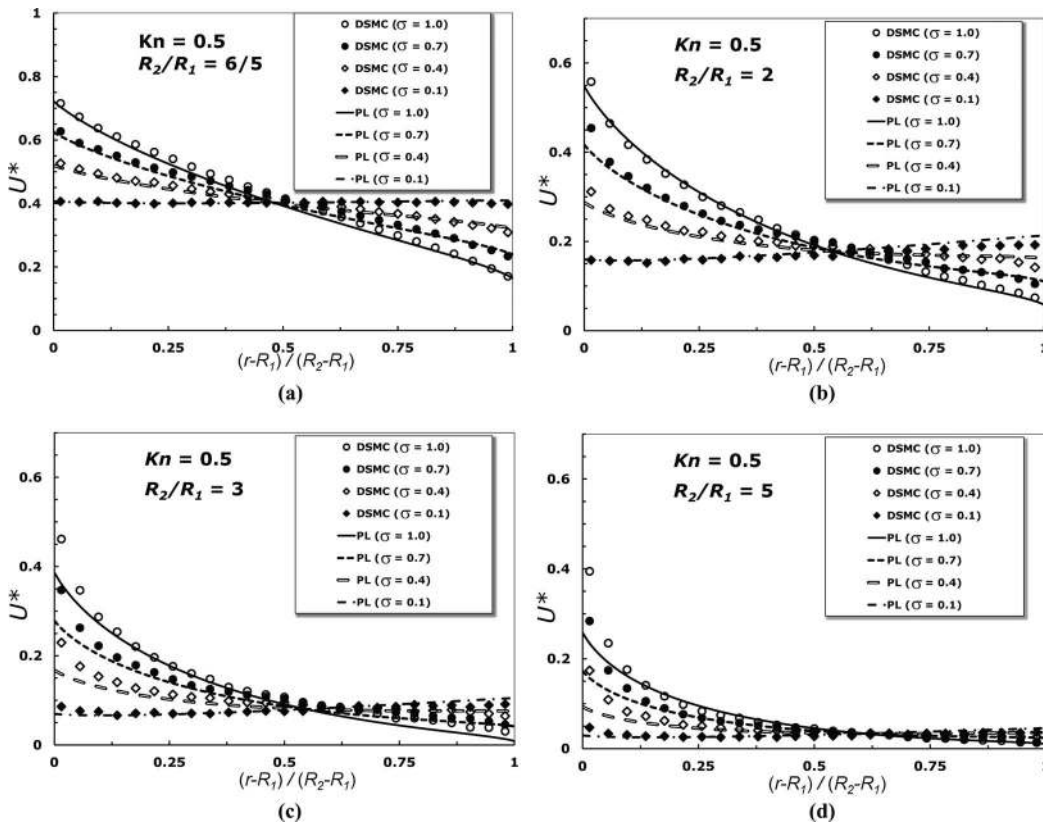 1
0.8
0.6
0.4
0.2
0
U*
Kn = 0.5
R2/R1 = 6/5
DSMC (σ = 1.0)
DSMC (σ = 0.7)
DSMC (σ = 0.4)
DSMC (σ = 0.1)
PL (σ = 1.0)
PL (σ = 0.7)
PL (σ = 0.4)
PL (σ = 0.1)
0 0.25 0.5 0.75 1
(r-R1) / (R2-R1)
(a)
0.6
0.4
0.2
0
U*
Kn = 0.5
R2/R1 = 2
DSMC (σ = 1.0)
DSMC (σ = 0.7)
DSMC (σ = 0.4)
DSMC (σ = 0.1)
PL (σ = 1.0)
PL (σ = 0.7)
PL (σ = 0.4)
PL (σ = 0.1)
0 0.25 0.5 0.75 1
(r-R1) / (R2-R1)
(b)
0.6
0.4
0.2
0
U*
Kn = 0.5
R2/R1 = 3
DSMC (σ = 1.0)
DSMC (σ = 0.7)
DSMC (σ = 0.4)
DSMC (σ = 0.1)
PL (σ = 1.0)
PL (σ = 0.7)
PL (σ = 0.4)
PL (σ = 0.1)
0 0.25 0.5 0.75 1
(r-R1) / (R2-R1)
(c)
0.6
0.4
0.2
0
U*
Kn = 0.5
R2/R1 = 5
DSMC (σ = 1.0)
DSMC (σ = 0.7)
DSMC (σ = 0.4)
DSMC (σ = 0.1)
PL (σ = 1.0)
PL (σ = 0.7)
PL (σ = 0.4)
PL (σ = 0.1)
0 0.25 0.5 0.75 1
(r-R1) / (R2-R1)
(d)